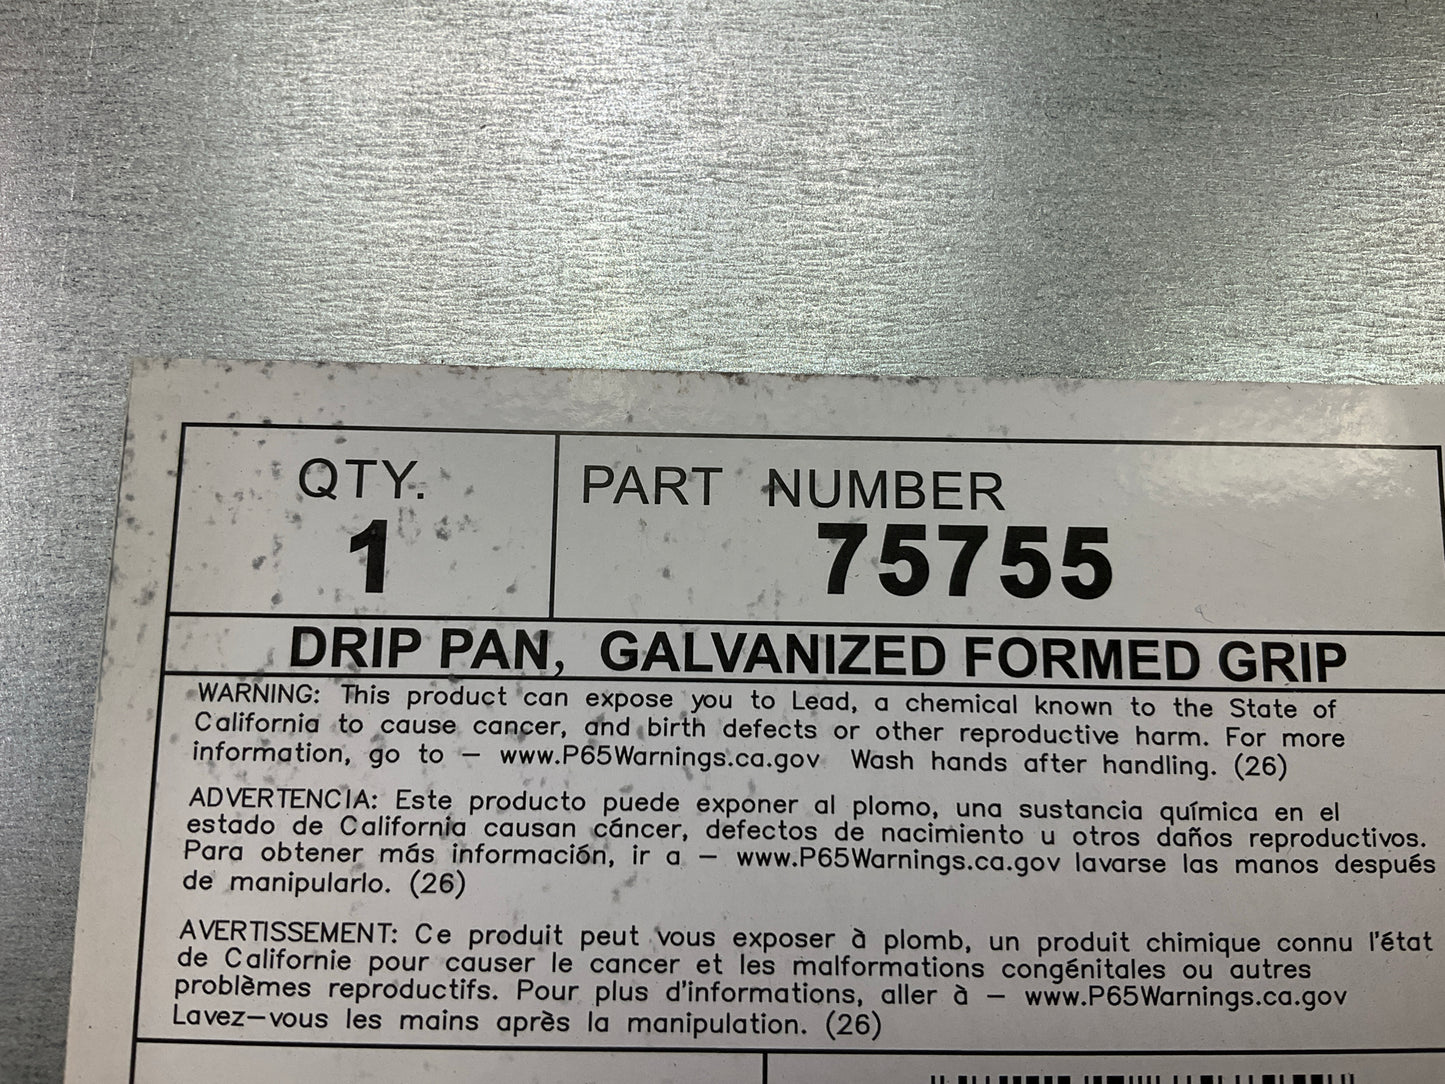 QTY.
1
PART NUMBER
75755
DRIP PAN, GALVANIZED FORMED GRIP
WARNING: This product can expose you to Lead, a chemical known to the State of
California to cause cancer, and birth defects or other reproductive harm. For more
information, go to – www.P65Warnings.ca.gov Wash hands after handling. (26)
ADVERTENCIA: Este producto puede exponer al plomo, una sustancia química en el
estado de California causan cáncer, defectos de nacimiento u otros daños reproductivos.
Para obtener más información, ir a – www.P65Warnings.ca.gov lavarse las manos después
de manipularlo. (26)
AVERTISSEMENT: Ce produit peut vous exposer à plomb, un produit chimique connu l'état
de Californie pour causer le cancer et les malformations congénitales ou autres
problèmes reproductifs. Pour plus d'informations, aller à – www.P65Warnings.ca.gov
Lavez-vous les mains après la manipulation. (26)